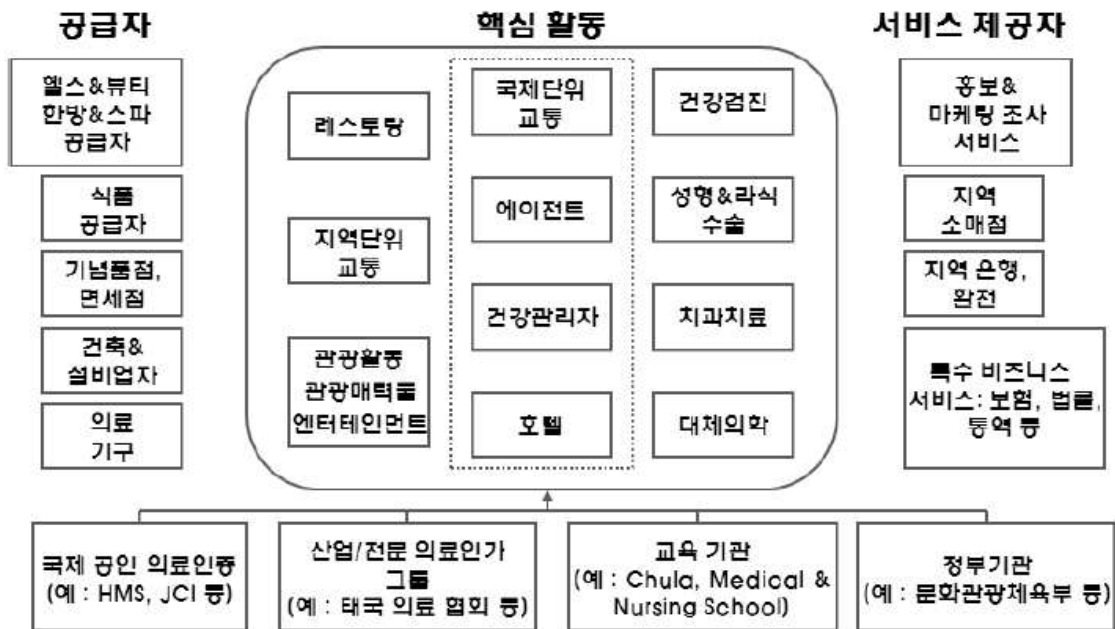 공급자
핵심 활동
서비스 제공자
헬스&뷰티
한방&스파
공급자
식품
공급자
기념품점,
면세점
건축&
설비업자
의료
기구
레스토랑
지역단위
교통
관광활동
관광매력물
엔터테인먼트
국제단위
교통
에이전트
건강관리자
호텔
건강검진
성형&라식
수술
치과치료
대체의학
홍보&
마케팅 조사
서비스
지역
소매점
지역 은행,
환전
특수 비즈니스
서비스: 보험, 법률,
통역 등
국제 공인 의료인증
(예 : HMS, JCI 등)
산업/전문 의료인가
그룹
(예 : 태국 의료 협회 등)
교육 기관
(예 : Chula, Medical &
Nursing School)
정부기관
(예 : 문화관광체육부 등)